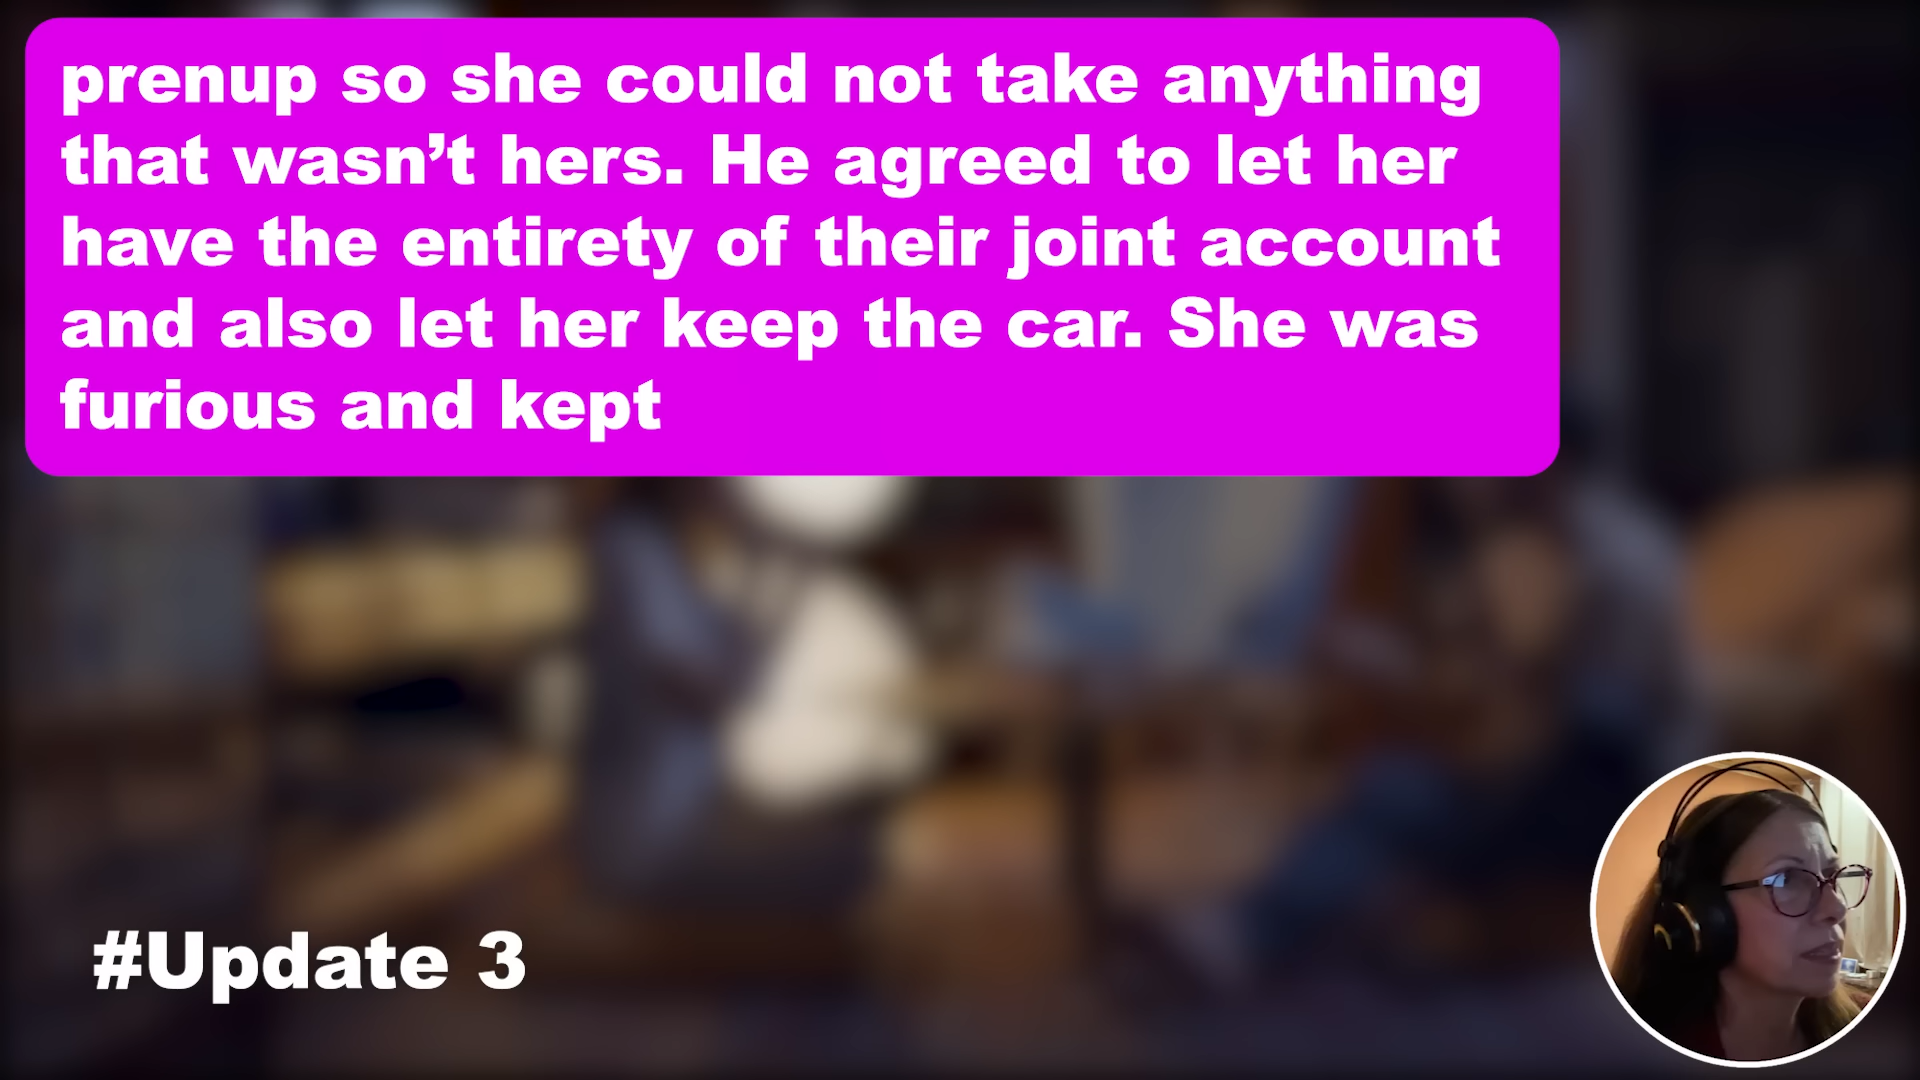 prenup so she could not take anything
that wasn’t hers. He agreed to let her
have the entirety of their joint account
and also let her keep the car. She was
furious and kept
#Update 3